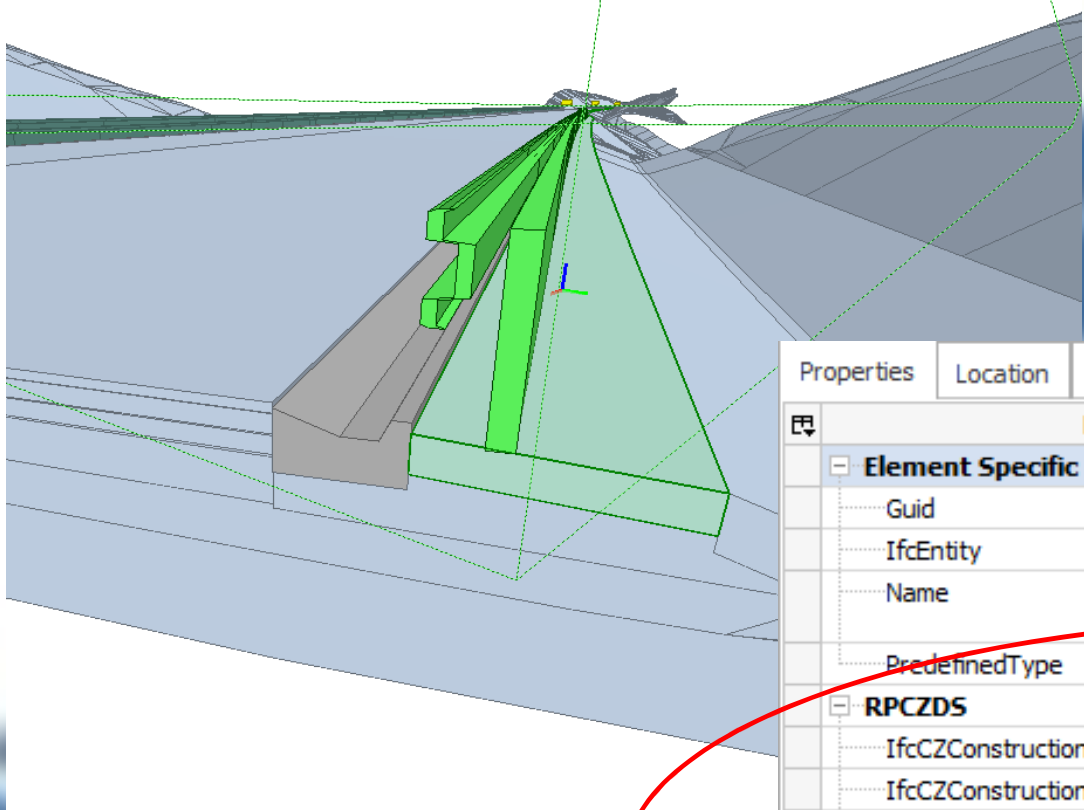 Properties
Location
Element Specific
Guid
IfcEntity
Name
PredefinedType
RPCZDS
IfcCZConstruction
IfcCZConstruction